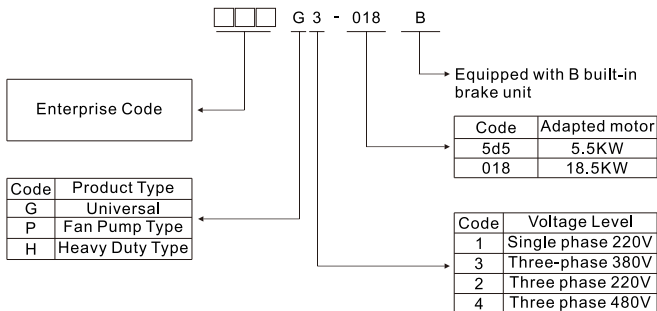 □□□ G 3 - 018 B
Equipped with B built-in
brake unit
Enterprise Code
Code Adapted motor
5d5 5.5KW
018 18.5KW
Code Product Type
G Universal
P Fan Pump Type
H Heavy Duty Type
Code Voltage Level
1 Single phase 220V
3 Three-phase 380V
2 Three phase 220V
4 Three phase 480V